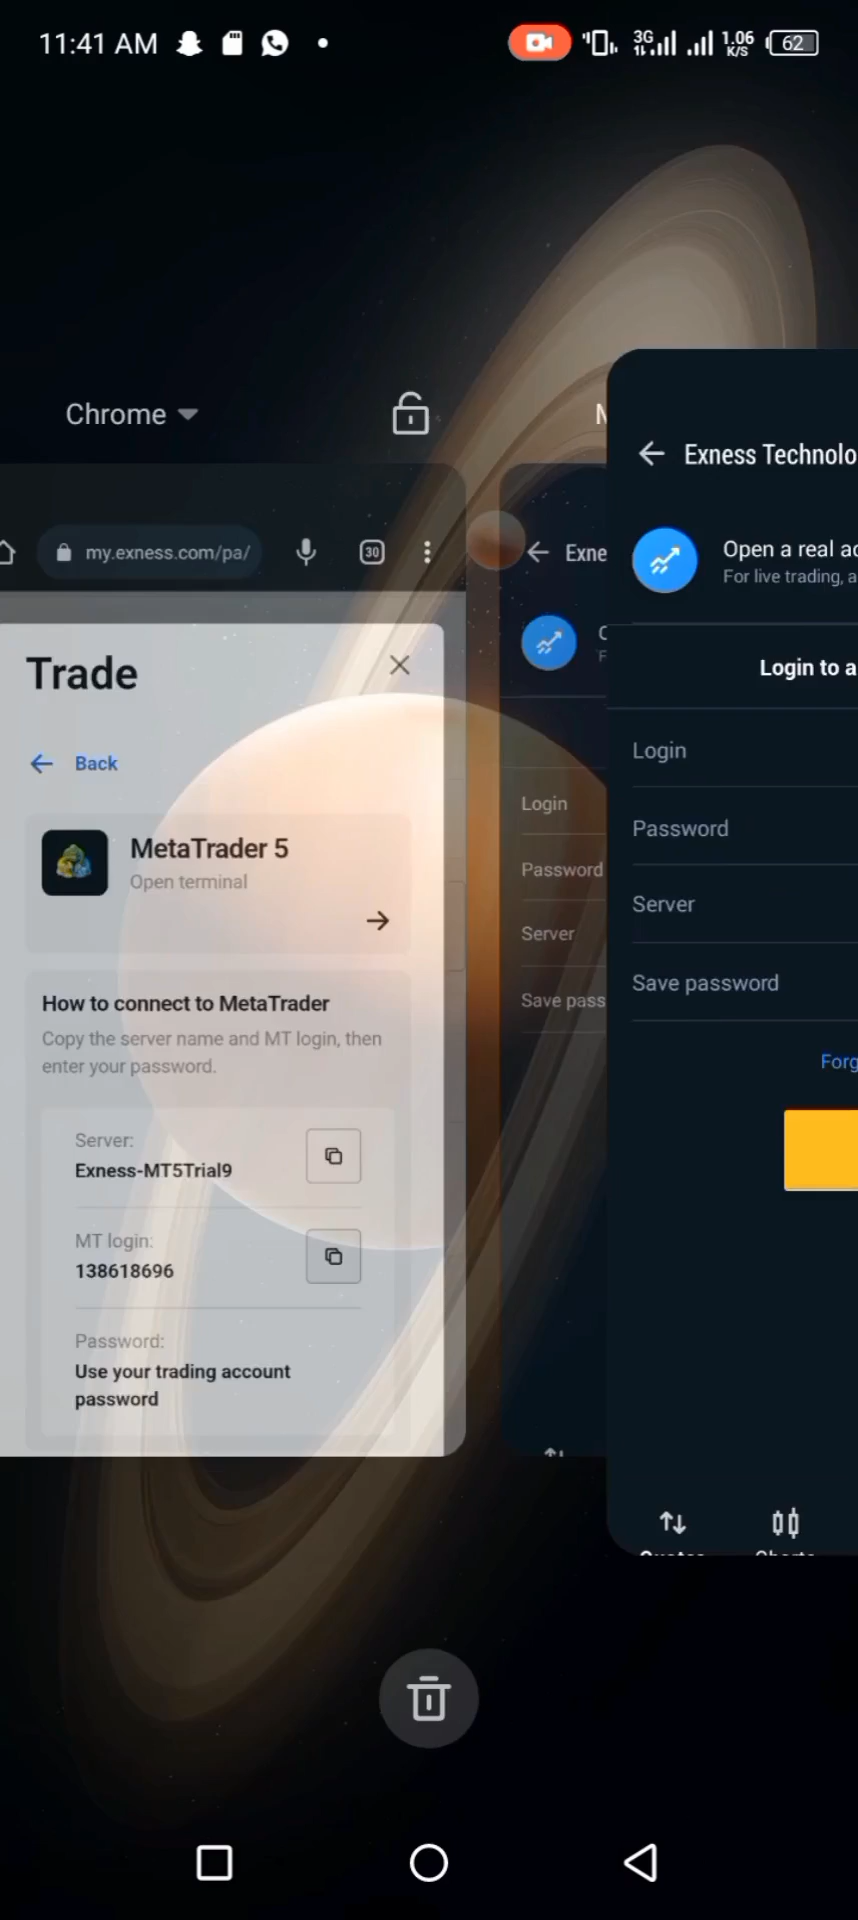 11:41 AM
3G
1.06
K/S
62
Chrome
my.exness.com/pa/
30
Trade
Back
MetaTrader 5
Open terminal
How to connect to MetaTrader
Copy the server name and MT login, then
enter your password.
Server:
Exness-MT5Trial9
MT login:
138618696
Password:
Use your trading account
password
Exne
Login
Password
Server
Save pass
Exness Technolo
Open a real ac
For live trading, a
Login to a
Login
Password
Server
Save password
Forg